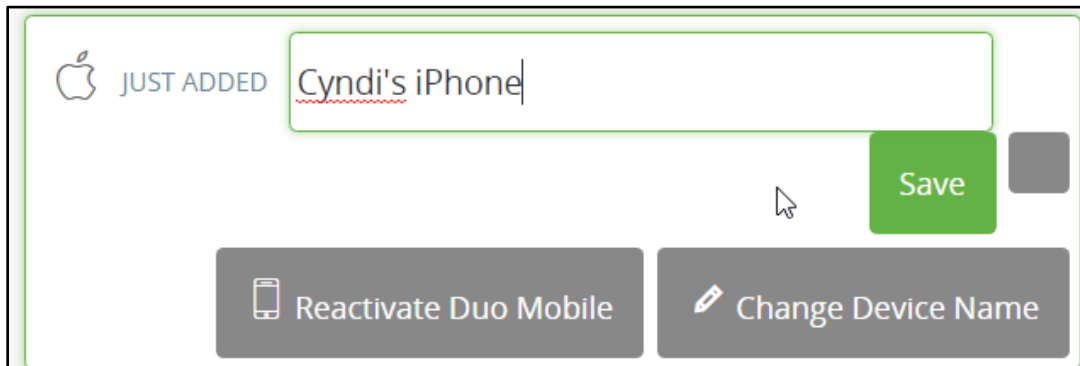 JUST ADDED Cyndi's iPhone
Save
Reactivate Duo Mobile Change Device Name